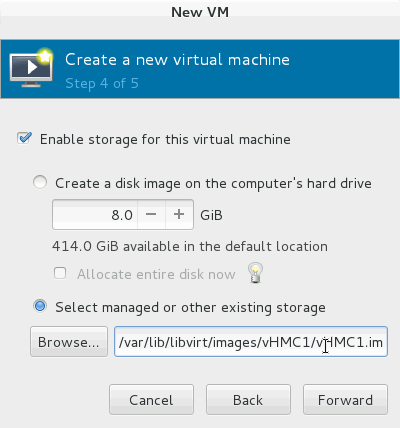 New VM
Create a new virtual machine
Step 4 of 5
Enable storage for this virtual machine
Create a disk image on the computer's hard drive
8.0 − + GiB
414.0 GiB available in the default location
Allocate entire disk now
Select managed or other existing storage
Browse... /var/lib/libvirt/images/vHMC1/vHMC1.im
Cancel Back Forward